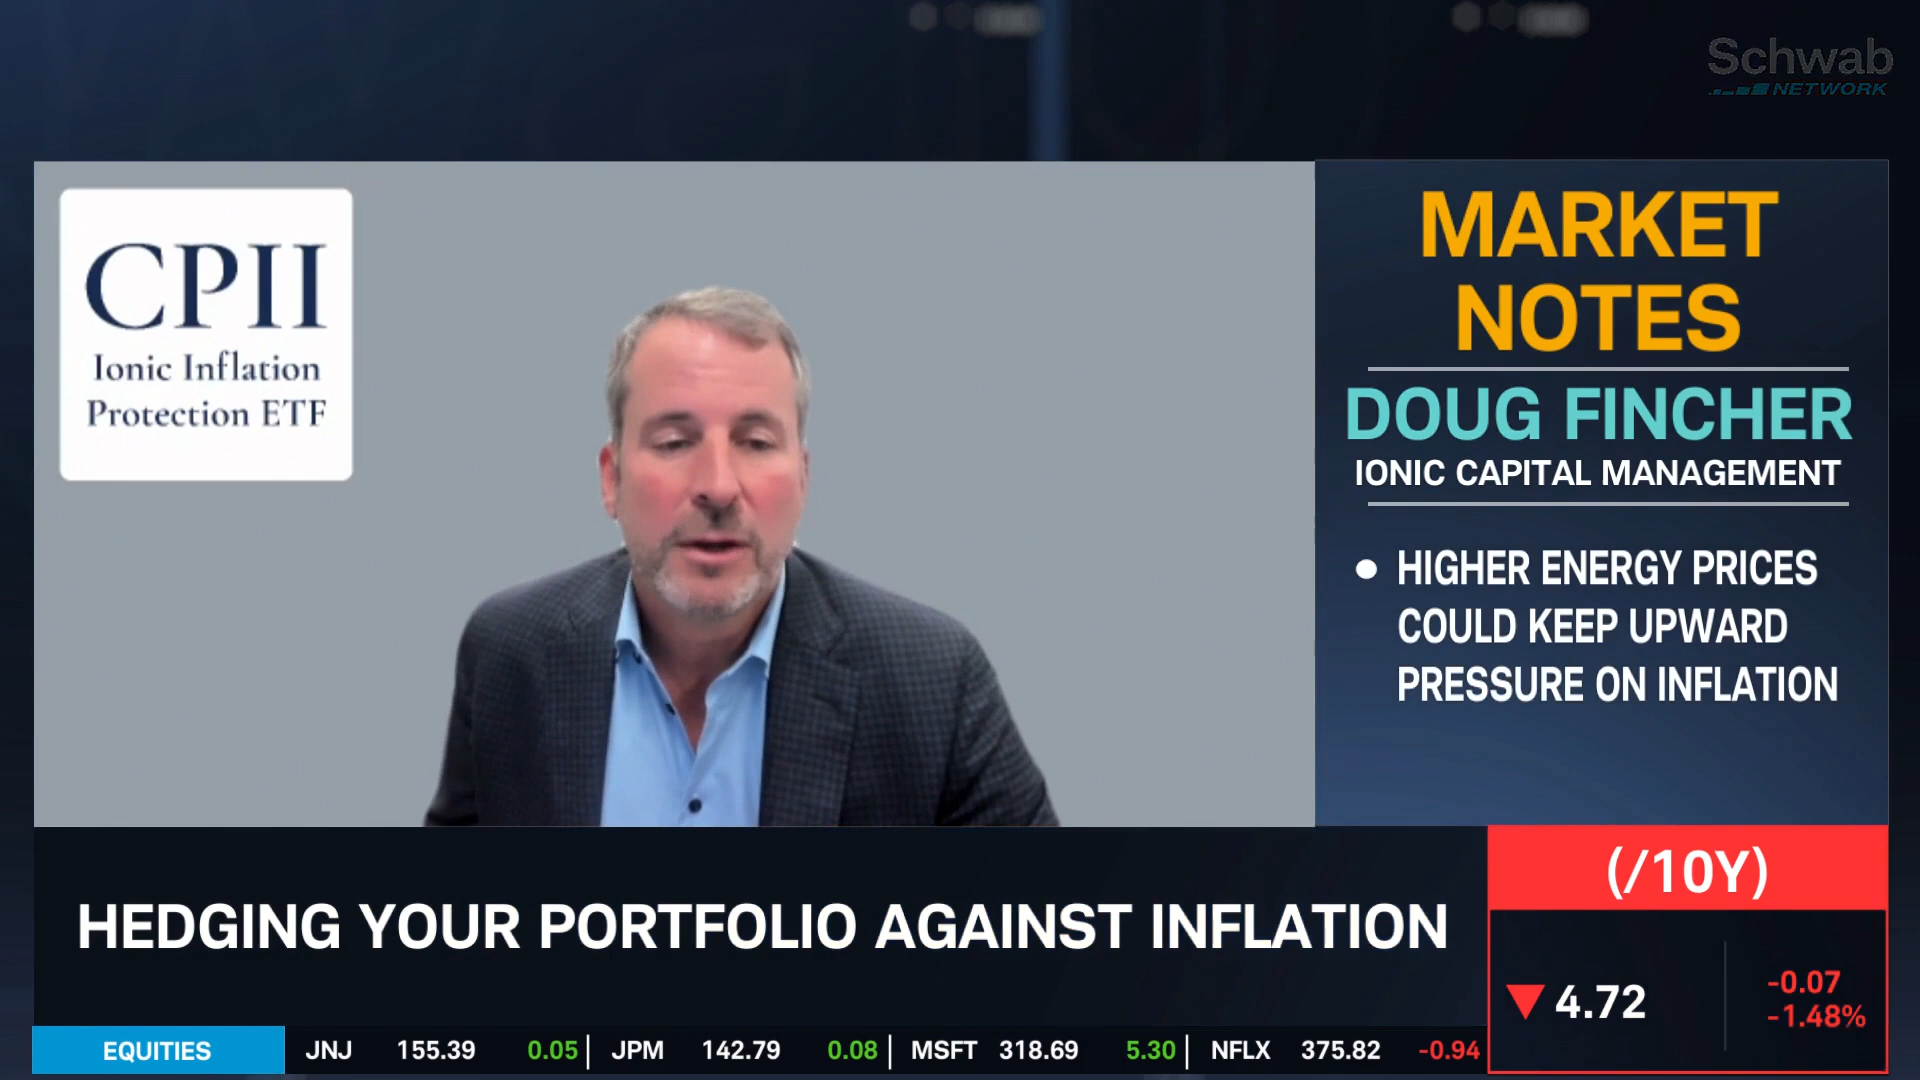 Schwab
NETWORK
CPII
Ionic Inflation
Protection ETF
MARKET
NOTES
DOUG FINCHER
IONIC CAPITAL MANAGEMENT
● HIGHER ENERGY PRICES
COULD KEEP UPWARD
PRESSURE ON INFLATION
HEDGING YOUR PORTFOLIO AGAINST INFLATION
(/10Y)
▼ 4.72
-0.07
-1.48%
EQUITIES JNJ 155.39 0.05 | JPM 142.79 0.08 | MSFT 318.69 5.30 | NFLX 375.82 -0.94